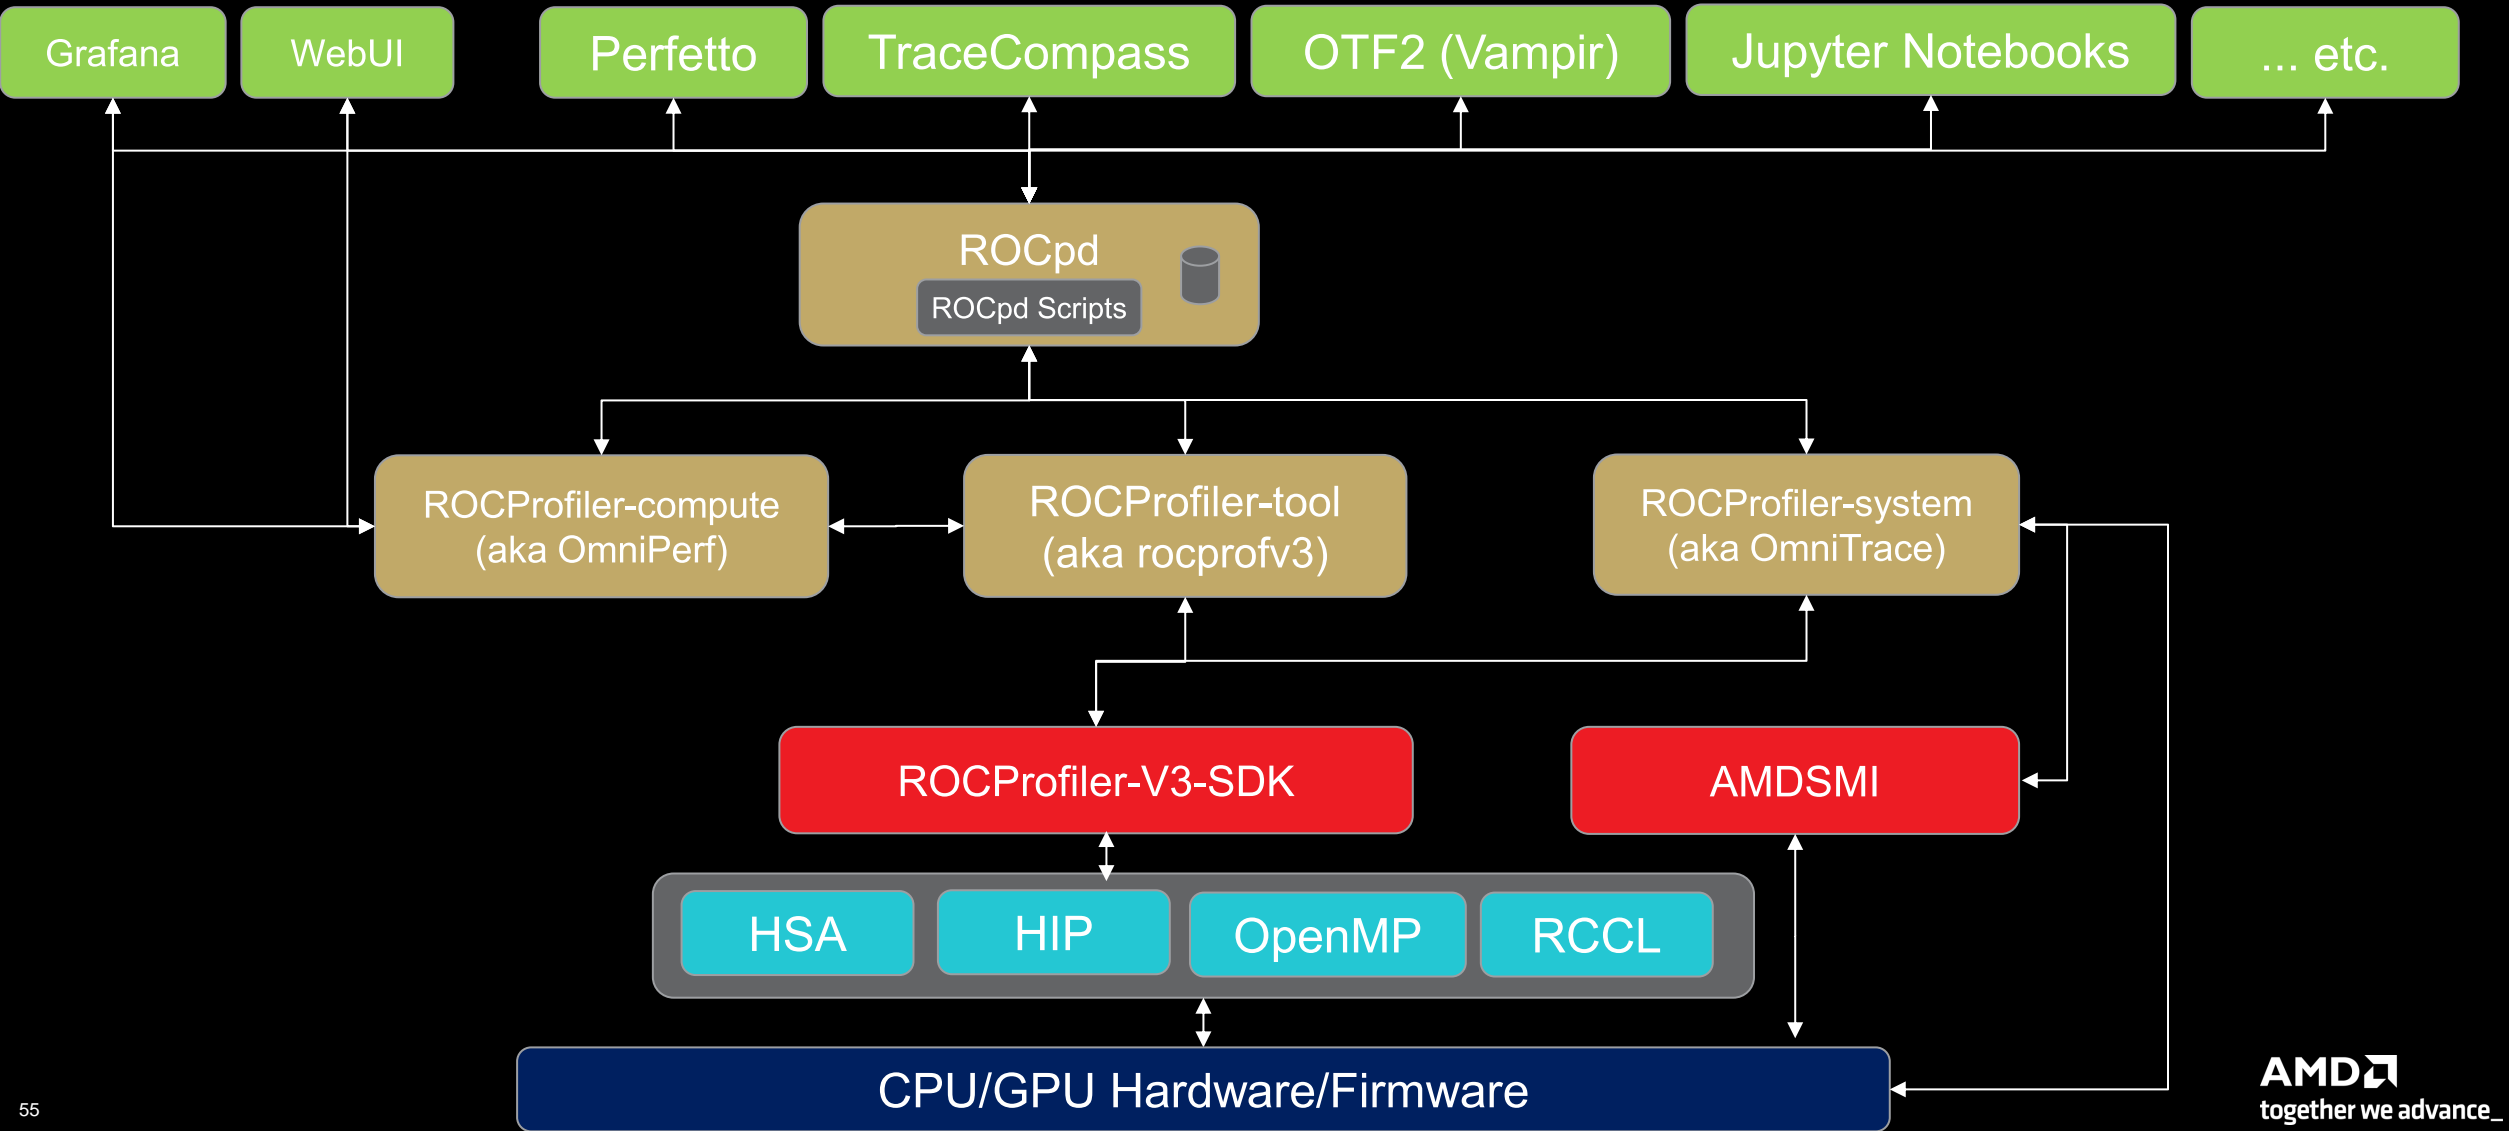 Grafana
WebUI
Perfetto
TraceCompass
OTF2 (Vampir)
Jupyter Notebooks
... etc.
ROCpd
ROCpd Scripts
ROCProfiler-compute
(aka OmniPerf)
ROCProfiler-tool
(aka rocprofv3)
ROCProfiler-system
(aka OmniTrace)
ROCProfiler-V3-SDK
AMDSMI
HSA
HIP
OpenMP
RCCL
CPU/GPU Hardware/Firmware
55
AMD
together we advance_